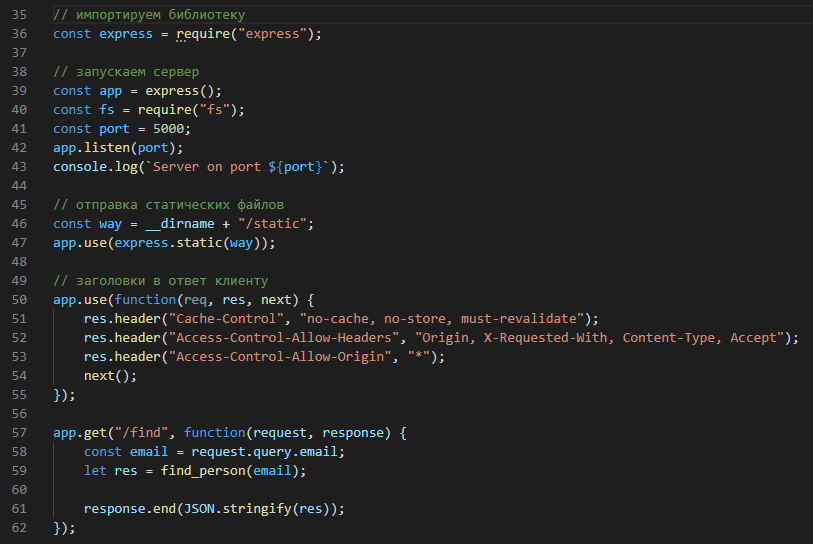 35 // импортируем библиотеку
36 const express = require("express");
37
38 // запускаем сервер
39 const app = express();
40 const fs = require("fs");
41 const port = 5000;
42 app.listen(port);
43 console.log(`Server on port ${port}`);
44
45 // отправка статических файлов
46 const way = __dirname + "/static";
47 app.use(express.static(way));
48
49 // заголовки в ответ клиенту
50 app.use(function(req, res, next) {
51     res.header("Cache-Control", "no-cache, no-store, must-revalidate");
52     res.header("Access-Control-Allow-Headers", "Origin, X-Requested-With, Content-Type, Accept");
53     res.header("Access-Control-Allow-Origin", "*");
54     next();
55 });
56
57 app.get("/find", function(request, response) {
58     const email = request.query.email;
59     let res = find_person(email);
60
61     response.end(JSON.stringify(res));
62 });